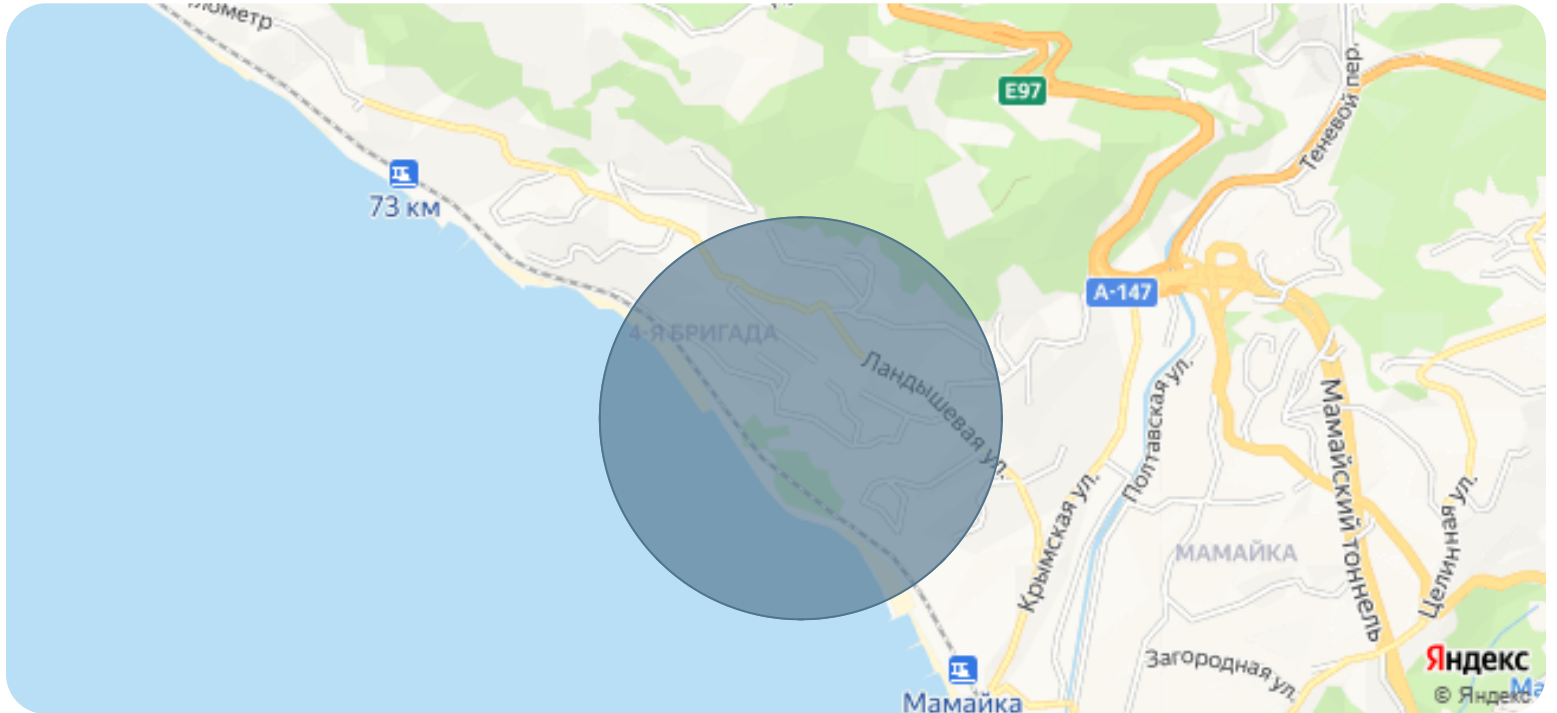 E97
Теневой пер.
73 км
А-147
4-Я БРИГАДА
Ландышевая ул.
Полтавская ул.
Крымская ул.
Мамайский тоннель
Целинная ул.
МАМАЙКА
Загородная ул.
Мамайка
Яндекс
© Яндекс